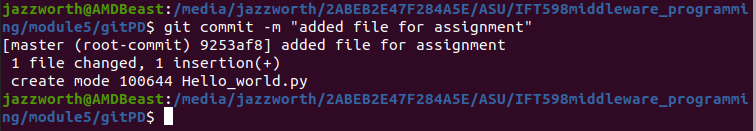 jazzworth@AMDBeast:/media/jazzworth/2ABEB2E47F284A5E/ASU/IFT598middleware_programmi
ng/module5/gitPD$ git commit -m "added file for assignment"
[master (root-commit) 9253af8] added file for assignment
 1 file changed, 1 insertion(+)
 create mode 100644 Hello_world.py
jazzworth@AMDBeast:/media/jazzworth/2ABEB2E47F284A5E/ASU/IFT598middleware_programmi
ng/module5/gitPD$